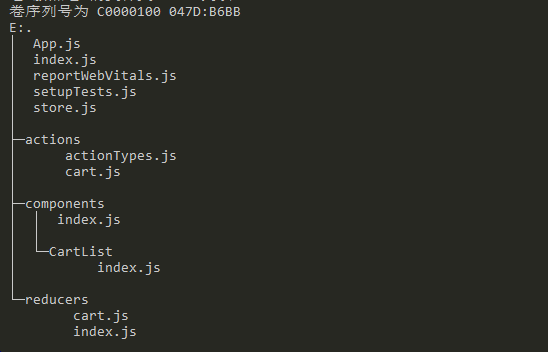 卷序列号为 C0000100 047D:B6BB
E:.
│  App.js
│  index.js
│  reportWebVitals.js
│  setupTests.js
│  store.js
│
├─actions
│      actionTypes.js
│      cart.js
│
├─components
│  │  index.js
│  │
│  └─CartList
│          index.js
│
└─reducers
        cart.js
        index.js